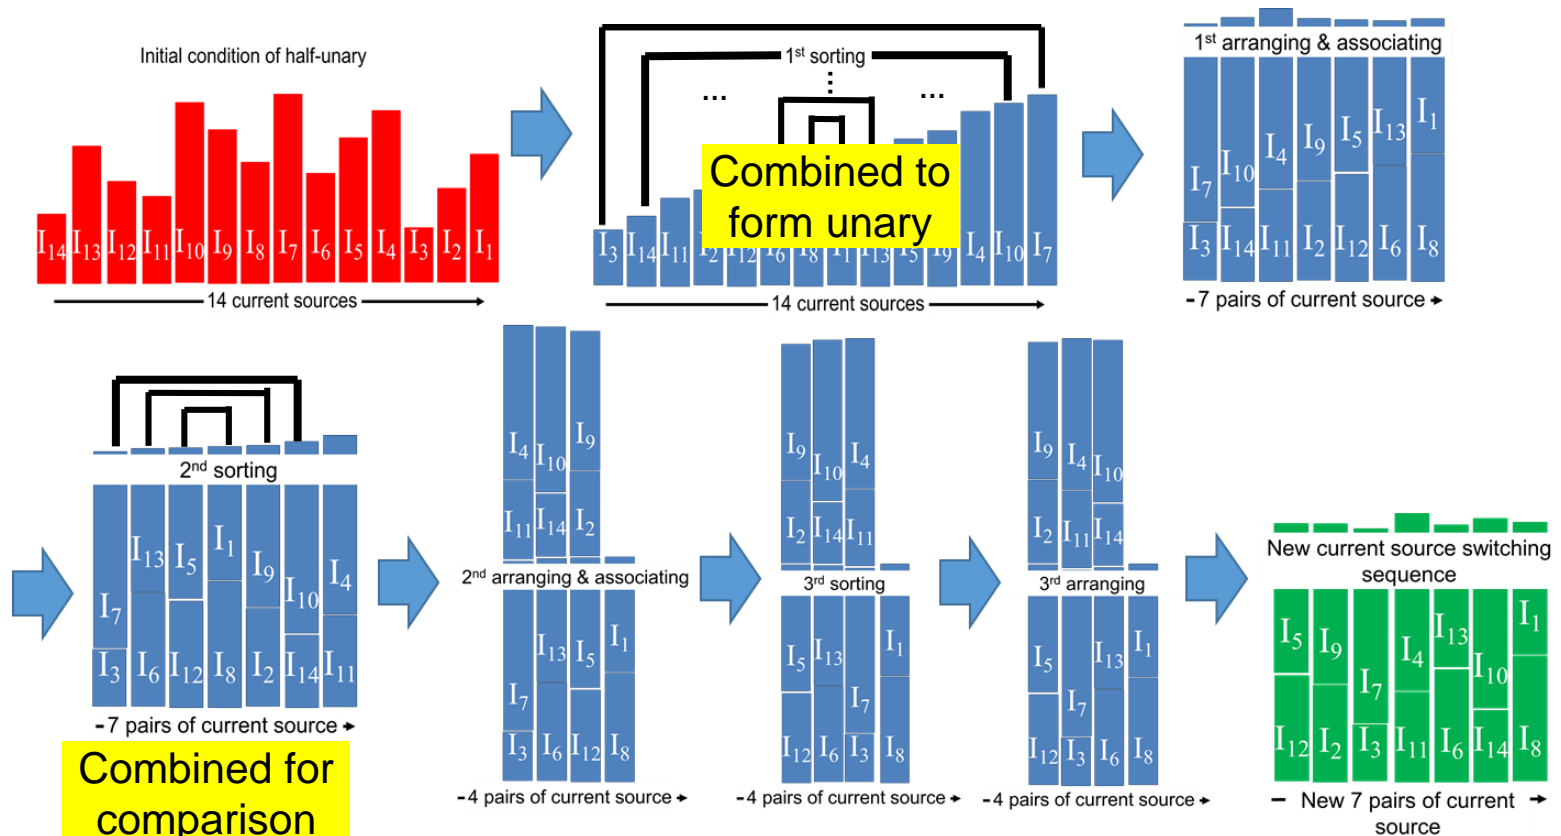 Initial condition of half-unary
I14 I13 I12 I11 I10 I9 I8 I7 I6 I5 I4 I3 I2 I1
14 current sources
1st sorting
... ⋮ ...
Combined to
form unary
I3 I14 I11 I2 I12 I6 I8 I1 I13 I5 I9 I4 I10 I7
14 current sources
1st arranging & associating
I7 I10 I4 I9 I5 I13 I1
I3 I14 I11 I2 I12 I6 I8
7 pairs of current source
2nd sorting
I7 I13 I5 I1 I9 I10 I4
I3 I6 I12 I8 I2 I14 I11
7 pairs of current source
Combined for
comparison
I4 I10 I9
I11 I14 I2
2nd arranging & associating
I7 I13 I5 I1
I3 I6 I12 I8
4 pairs of current source
I9 I10 I4
I2 I14 I11
3rd sorting
I5 I13 I7 I1
I12 I6 I3 I8
4 pairs of current source
I9 I4 I10
I2 I11 I14
3rd arranging
I5 I7 I13 I1
I12 I3 I6 I8
4 pairs of current source
New current source switching
sequence
I5 I9 I7 I4 I13 I10 I1
I12 I2 I3 I11 I6 I14 I8
New 7 pairs of current
source